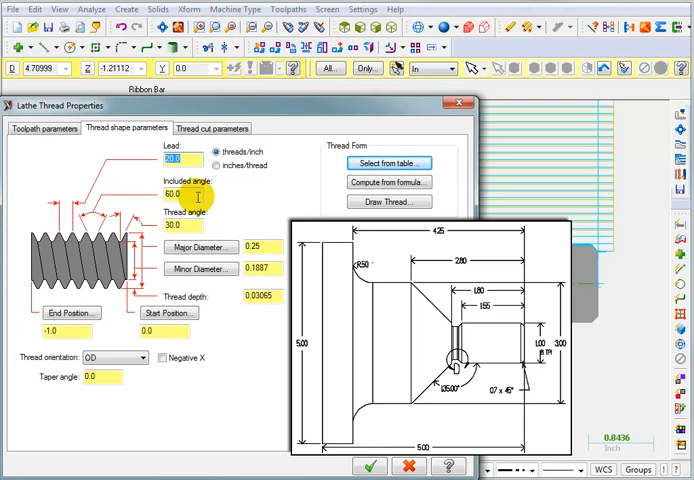 File Edit View Analyze Create Solids Xform Machine Type Toolpaths Screen Settings Help
D 4.70999 Z -1.21112 Y 0.0 All... Only... In
Ribbon Bar
Lathe Thread Properties
Toolpath parameters Thread shape parameters Thread cut parameters
Lead:
20.0 threads/inch
inches/thread
Included angle:
60.0
Thread angle:
30.0
Major Diameter... 0.25
Minor Diameter... 0.1887
Thread depth: 0.03065
End Position... Start Position...
-1.0 0.0
Thread orientation: OD Negative X
Taper angle: 0.0
Thread Form
Select from table...
Compute from formula...
Draw Thread...
4.25
R.50
2.80
1.80
1.55
5.00
1.00
8 TPI
3.00
.07 x 45°
5.00
0.8436
Inch
WCS Groups